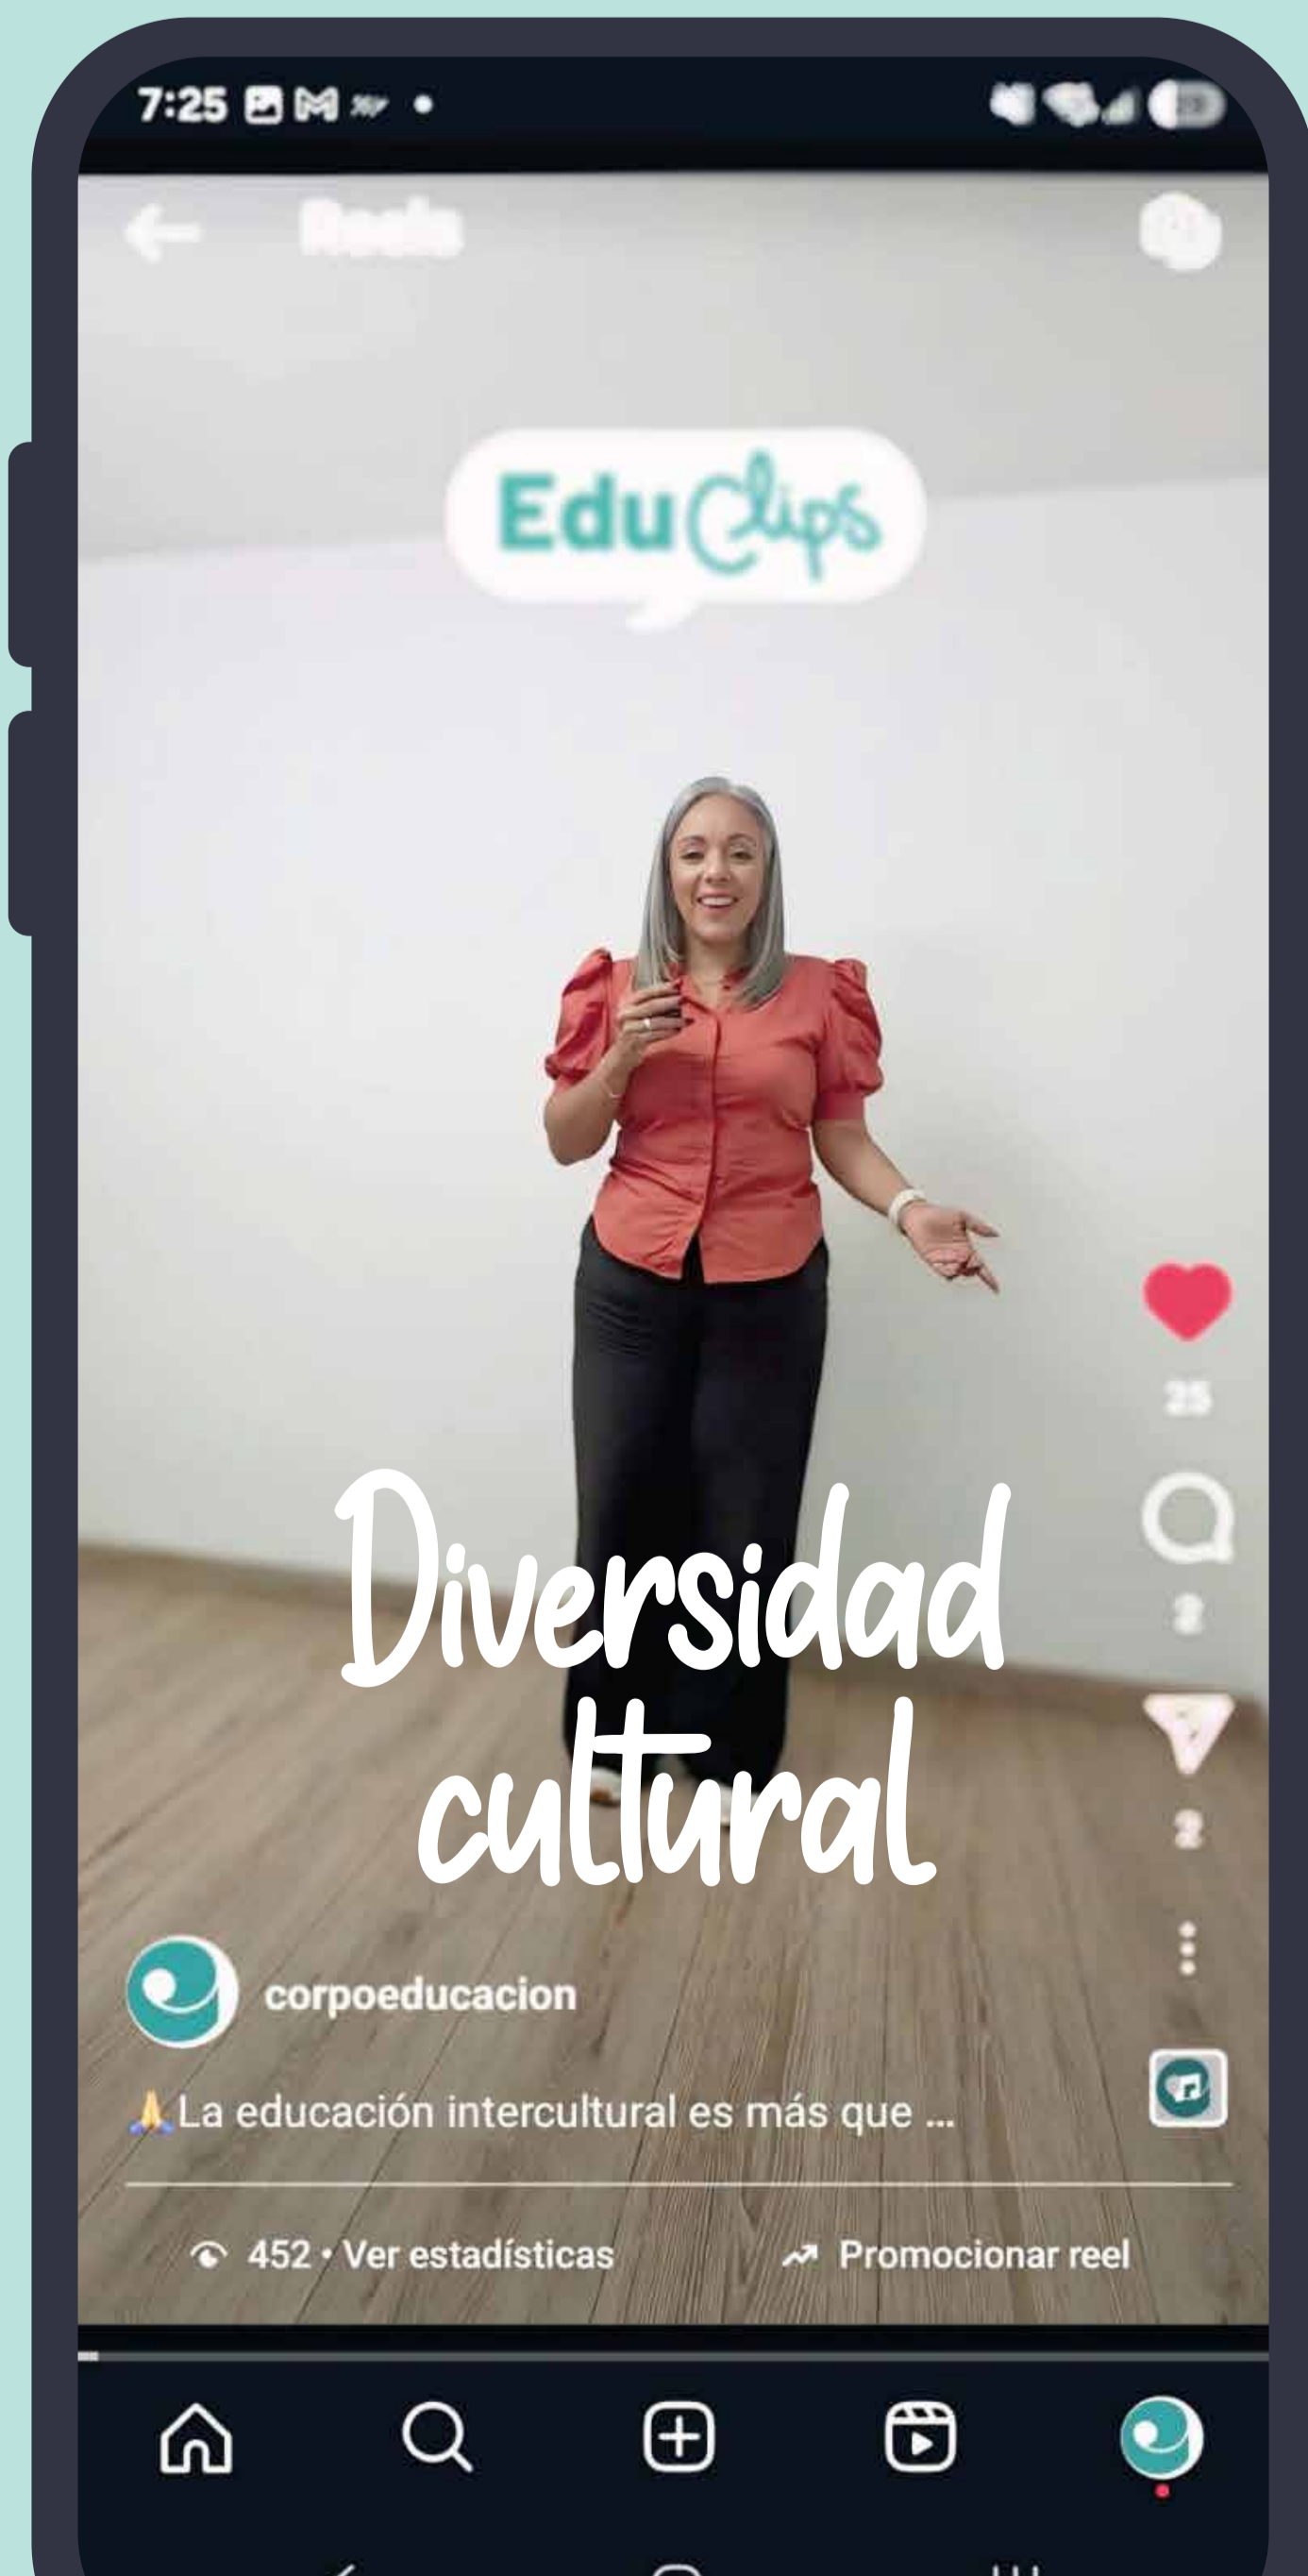 7:25
Reels
EduClips
35
2
2
Diversidad
cultural
corpoeducacion
🙏La educación intercultural es más que ...
452 • Ver estadísticas
Promocionar reel